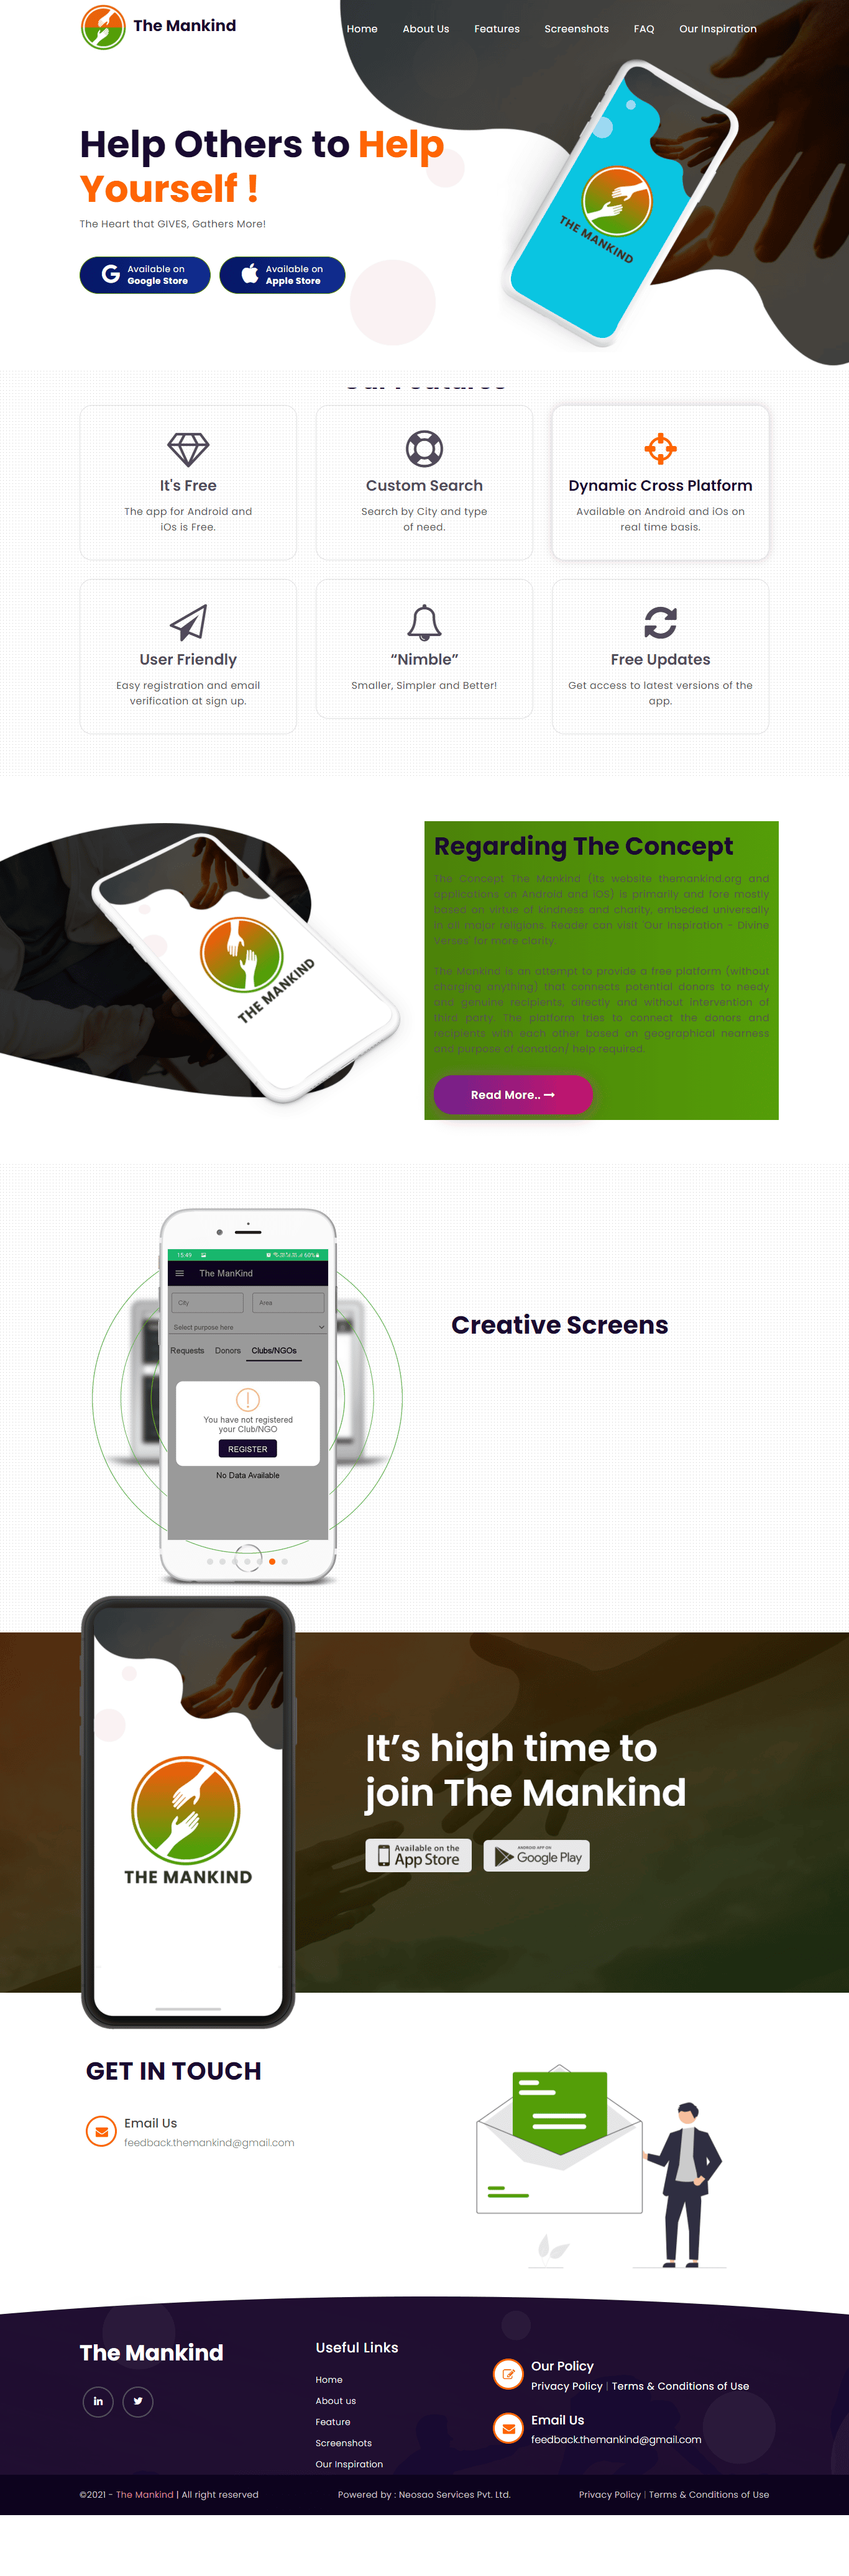 The Mankind
Home About Us Features Screenshots FAQ Our Inspiration
Help Others to Help
Yourself !
The Heart that GIVES, Gathers More!
Available on
Google Store
Available on
Apple Store
THE MANKIND
Our Features
It's Free
The app for Android and
iOs is Free.
Custom Search
Search by City and type
of need.
Dynamic Cross Platform
Available on Android and iOs on
real time basis.
User Friendly
Easy registration and email
verification at sign up.
“Nimble”
Smaller, Simpler and Better!
Free Updates
Get access to latest versions of the
app.
THE MANKIND
Regarding The Concept
The Concept The Mankind (its website themankind.org and
applications on Android and iOS) is primarily and fore mostly
based on virtue of kindness and charity, embeded universally
in all major religions. Reader can visit 'Our Inspiration - Divine
Verses' for more clarity.
The Mankind is an attempt to provide a free platform (without
charging anything) that connects potential donors to needy
and genuine recipients, directly and without intervention of
third party. The platform tries to connect the donors and
recipients with each other based on geographical nearness
and purpose of donation/ help required.
Read More..
15:49 60%
The ManKind
City Area
Select purpose here
Requests Donors Clubs/NGOs
You have not registered
your Club/NGO
REGISTER
No Data Available
Creative Screens
THE MANKIND
It’s high time to
join The Mankind
Available on the
App Store
ANDROID APP ON
Google Play
GET IN TOUCH
Email Us
feedback.themankind@gmail.com
The Mankind
Useful Links
Home
About us
Feature
Screenshots
Our Inspiration
Our Policy
Privacy Policy | Terms & Conditions of Use
Email Us
feedback.themankind@gmail.com
©2021 - The Mankind | All right reserved
Powered by : Neosao Services Pvt. Ltd.
Privacy Policy | Terms & Conditions of Use